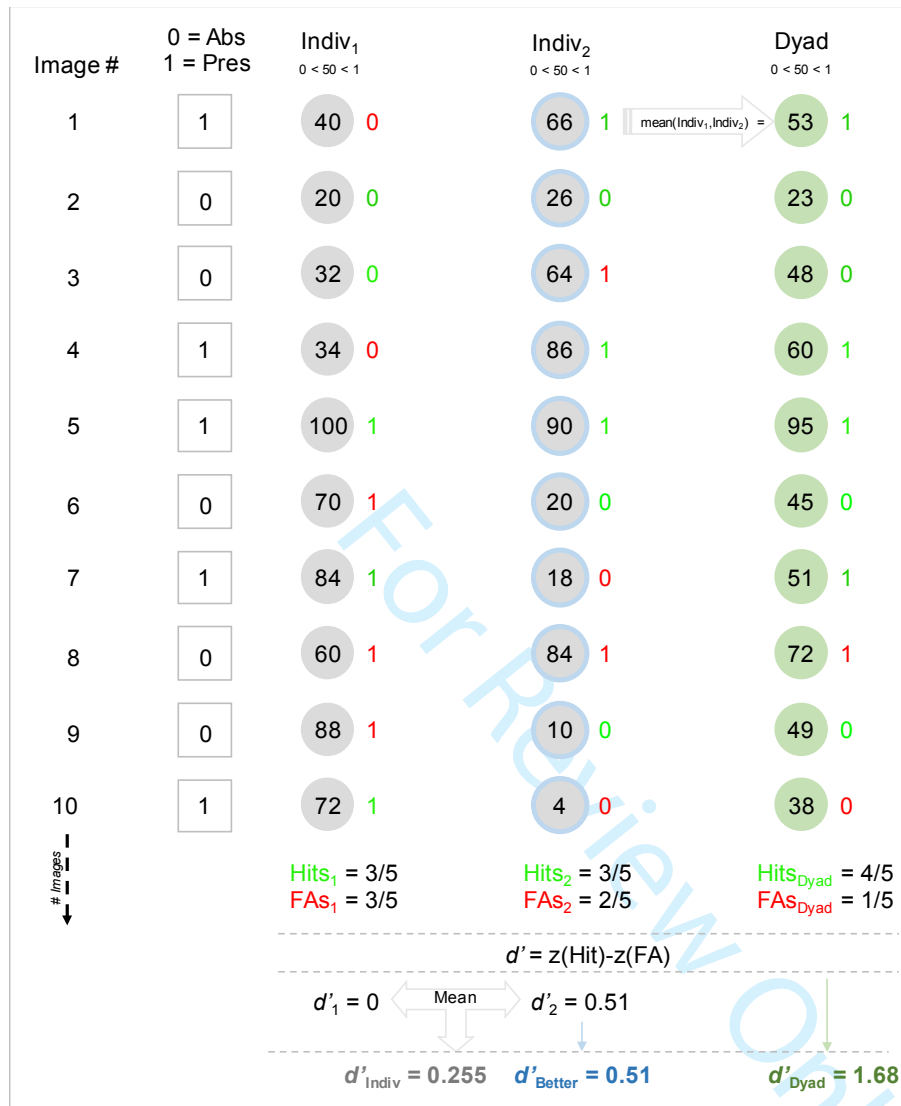 0 = Abs Indiv1 Indiv2 Dyad
Image # 1 = Pres 0 < 50 < 1 0 < 50 < 1 0 < 50 < 1
1 1 40 0 66 1 mean(Indiv1,Indiv2) = 53 1
2 0 20 0 26 0 23 0
3 0 32 0 64 1 48 0
4 1 34 0 86 1 60 1
5 1 100 1 90 1 95 1
6 0 70 1 20 0 45 0
7 1 84 1 18 0 51 1
8 0 60 1 84 1 72 1
9 0 88 1 10 0 49 0
10 1 72 1 4 0 38 0
# Images
Hits1 = 3/5 Hits2 = 3/5 HitsDyad = 4/5
FAs1 = 3/5 FAs2 = 2/5 FAsDyad = 1/5
d' = z(Hit)-z(FA)
d'1 = 0 Mean d'2 = 0.51
d'Indiv = 0.255 d'Better = 0.51 d'Dyad = 1.68
For Review Onl